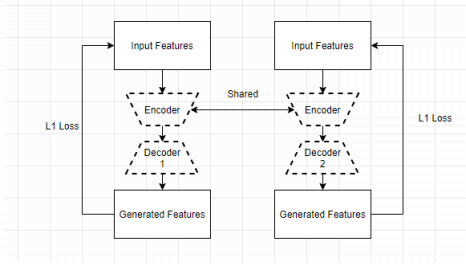 Input Features
Input Features
Shared
Encoder
Encoder
L1 Loss
L1 Loss
Decoder
1
Decoder
2
Generated Features
Generated Features